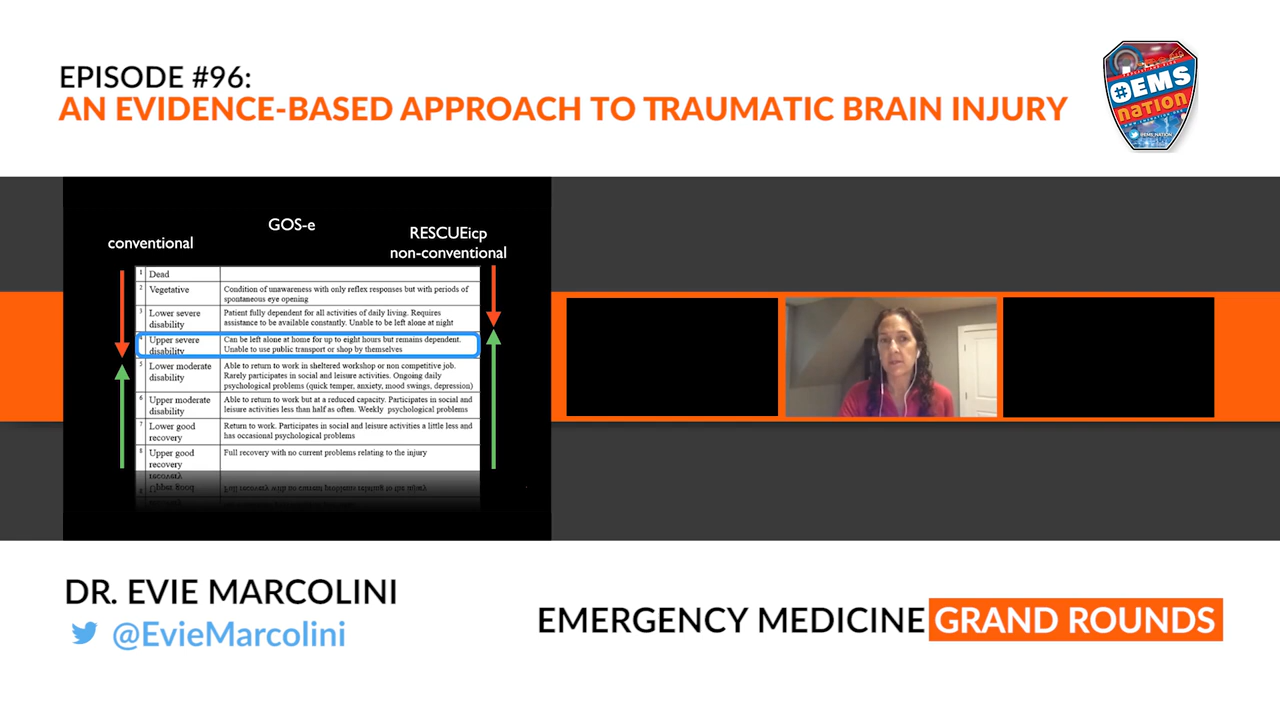 EPISODE #96:
AN EVIDENCE-BASED APPROACH TO TRAUMATIC BRAIN INJURY
#EMS
nation
@EMS_NATION
GOS-e
conventional
RESCUEicp
non-conventional
1 Dead
2 Vegetative
Condition of unawareness with only reflex responses but with periods of
spontaneous eye opening
3 Lower severe
disability
Patient fully dependent for all activities of daily living. Requires
assistance to be available constantly. Unable to be left alone at night
Upper severe
disability
Can be left alone at home for up to eight hours but remains dependent.
Unable to use public transport or shop by themselves
5 Lower moderate
disability
Able to return to work in sheltered workshop or non competitive job.
Rarely participates in social and leisure activities. Ongoing daily
psychological problems (quick temper, anxiety, mood swings, depression)
6 Upper moderate
disability
Able to return to work but at a reduced capacity. Participates in social and
leisure activities less than half as often. Weekly psychological problems
7 Lower good
recovery
Return to work. Participates in social and leisure activities a little less and
has occasional psychological problems
8 Upper good
recovery
Full recovery with no current problems relating to the injury
DR. EVIE MARCOLINI
@EvieMarcolini
EMERGENCY MEDICINE GRAND ROUNDS